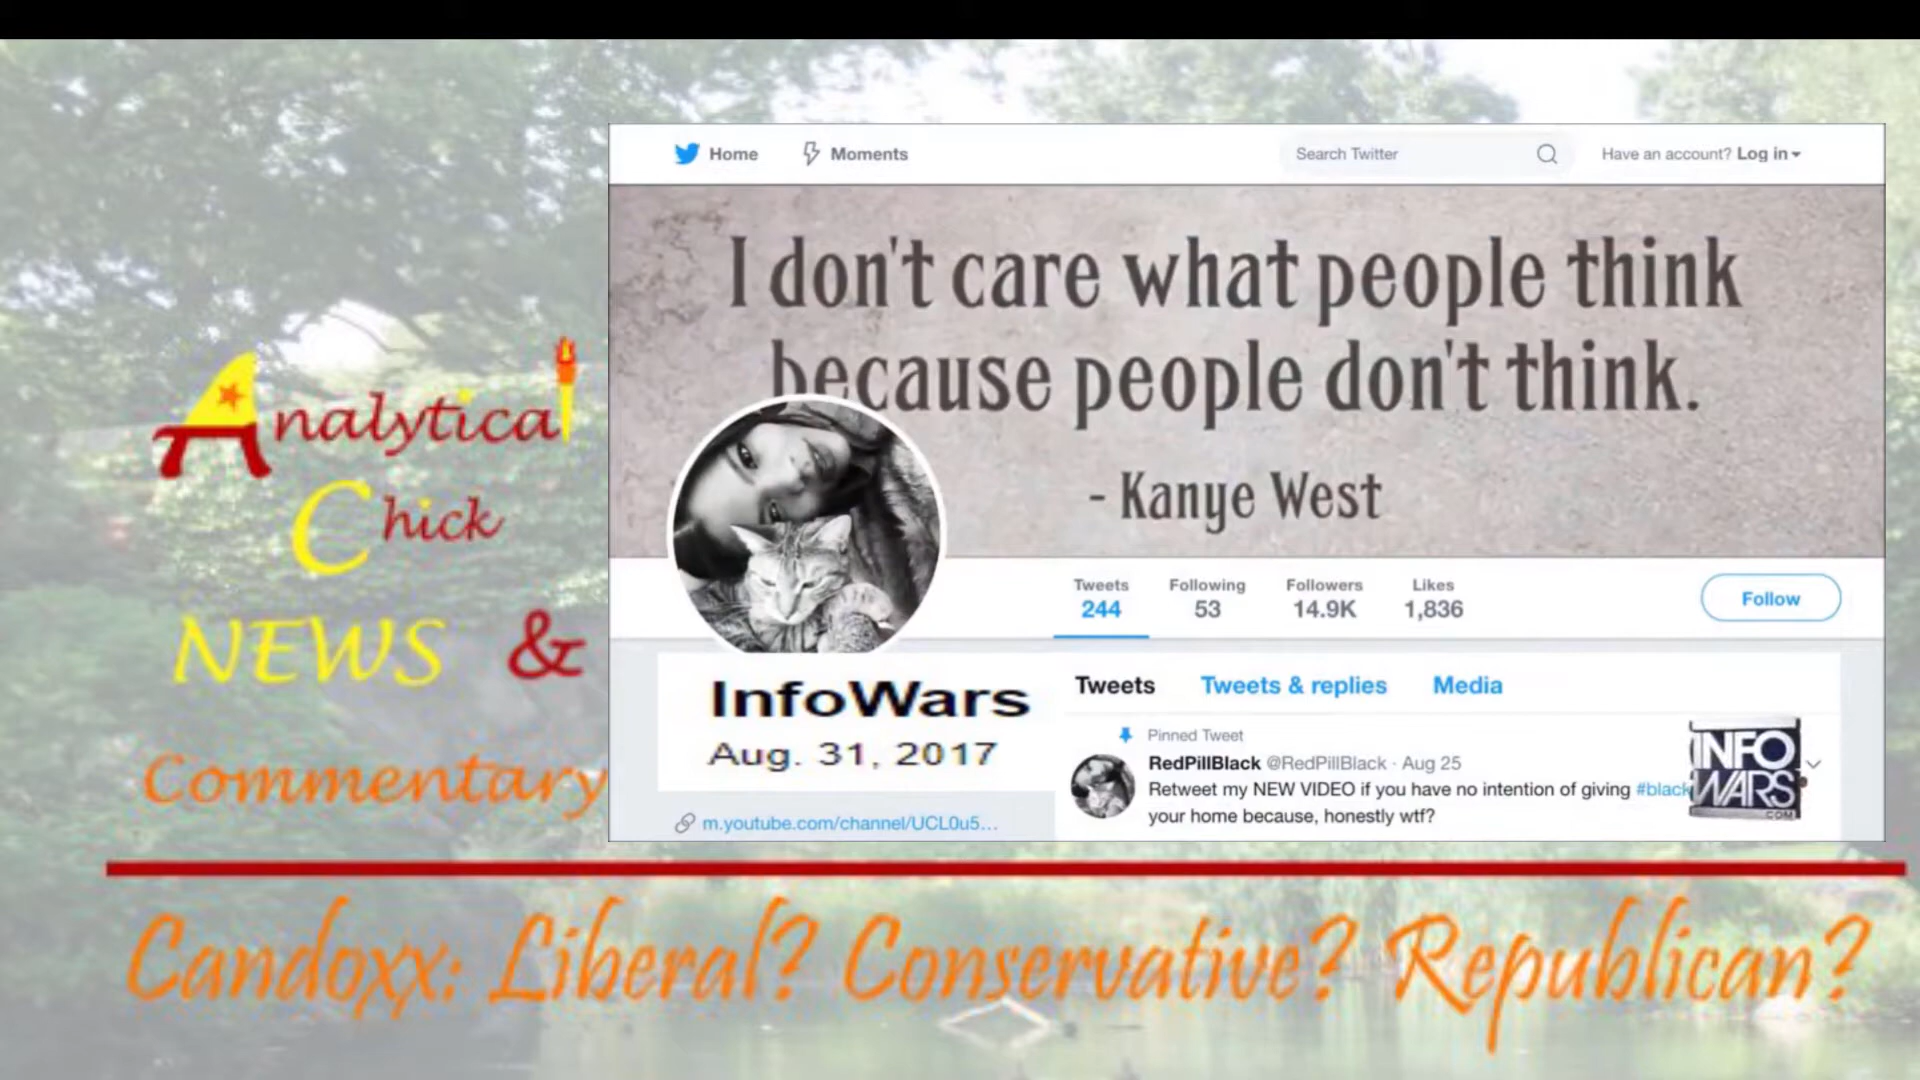 Home
Moments
Search Twitter
Have an account? Log in
I don't care what people think
because people don't think.
- Kanye West
Tweets
244
Following
53
Followers
14.9K
Likes
1,836
Follow
Analytical
Chick
NEWS &
Commentary
InfoWars
Aug. 31, 2017
m.youtube.com/channel/UCL0u5...
Tweets
Tweets & replies
Media
Pinned Tweet
RedPillBlack @RedPillBlack · Aug 25
Retweet my NEW VIDEO if you have no intention of giving #black
your home because, honestly wtf?
INFO
WARS
.COM
Candoxx: Liberal? Conservative? Republican?